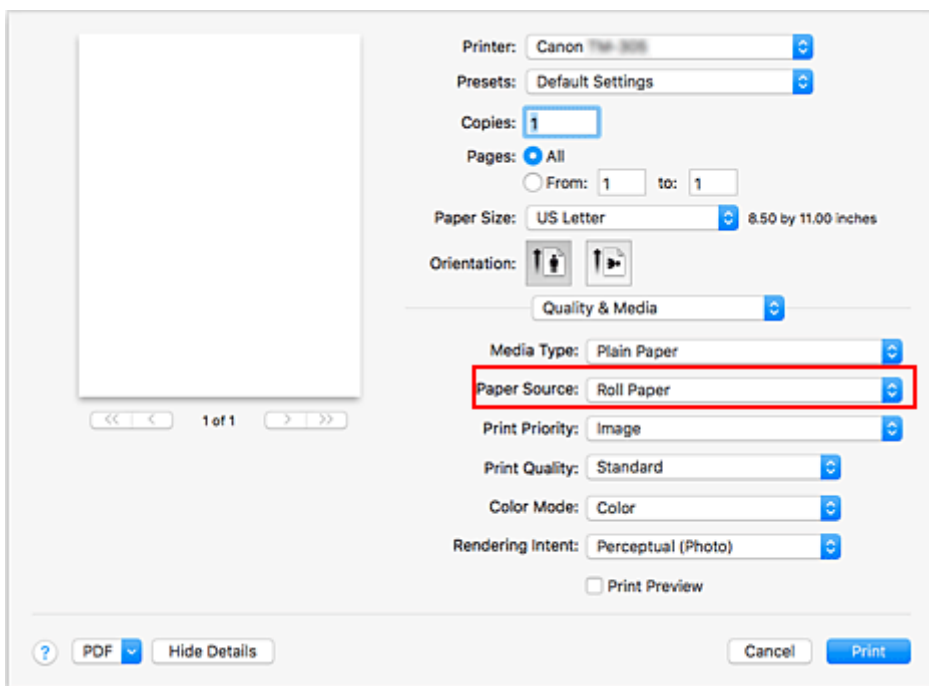 Printer: Canon
Presets: Default Settings
Copies: 1
Pages: All
From: 1 to: 1
Paper Size: US Letter 8.50 by 11.00 inches
Orientation:
Quality & Media
Media Type: Plain Paper
Paper Source: Roll Paper
1 of 1
Print Priority: Image
Print Quality: Standard
Color Mode: Color
Rendering Intent: Perceptual (Photo)
Print Preview
? PDF Hide Details Cancel Print